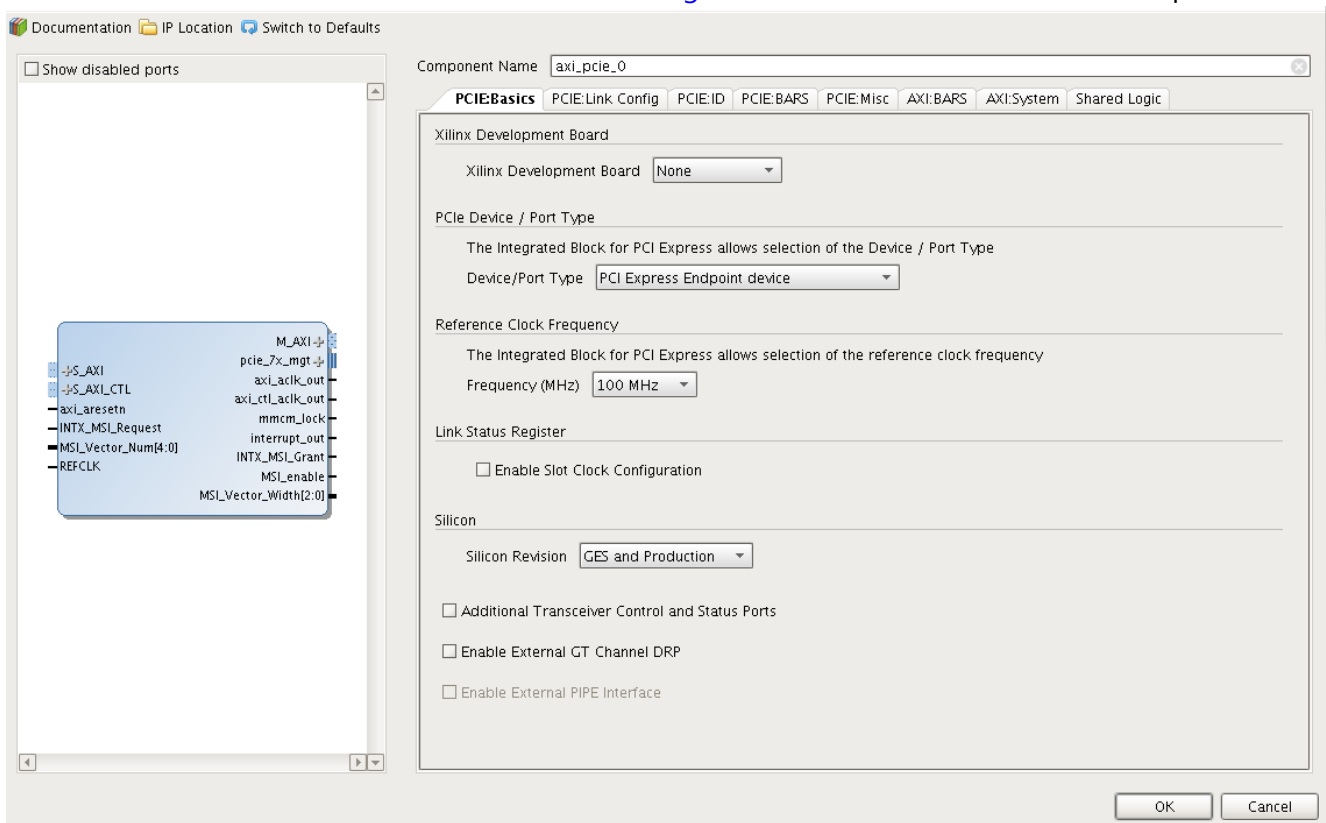 Documentation IP Location Switch to Defaults
Show disabled ports
M_AXI
pcie_7x_mgt
S_AXI
axi_aclk_out
S_AXI_CTL
axi_ctl_aclk_out
axi_aresetn
mmcm_lock
INTX_MSI_Request
interrupt_out
MSI_Vector_Num[4:0]
INTX_MSI_Grant
REFCLK
MSI_enable
MSI_Vector_Width[2:0]
Component Name axi_pcie_0
PCIE:Basics PCIE:Link Config PCIE:ID PCIE:BARS PCIE:Misc AXI:BARS AXI:System Shared Logic
Xilinx Development Board
Xilinx Development Board None
PCIe Device / Port Type
The Integrated Block for PCI Express allows selection of the Device / Port Type
Device/Port Type PCI Express Endpoint device
Reference Clock Frequency
The Integrated Block for PCI Express allows selection of the reference clock frequency
Frequency (MHz) 100 MHz
Link Status Register
Enable Slot Clock Configuration
Silicon
Silicon Revision GES and Production
Additional Transceiver Control and Status Ports
Enable External GT Channel DRP
Enable External PIPE Interface
OK Cancel